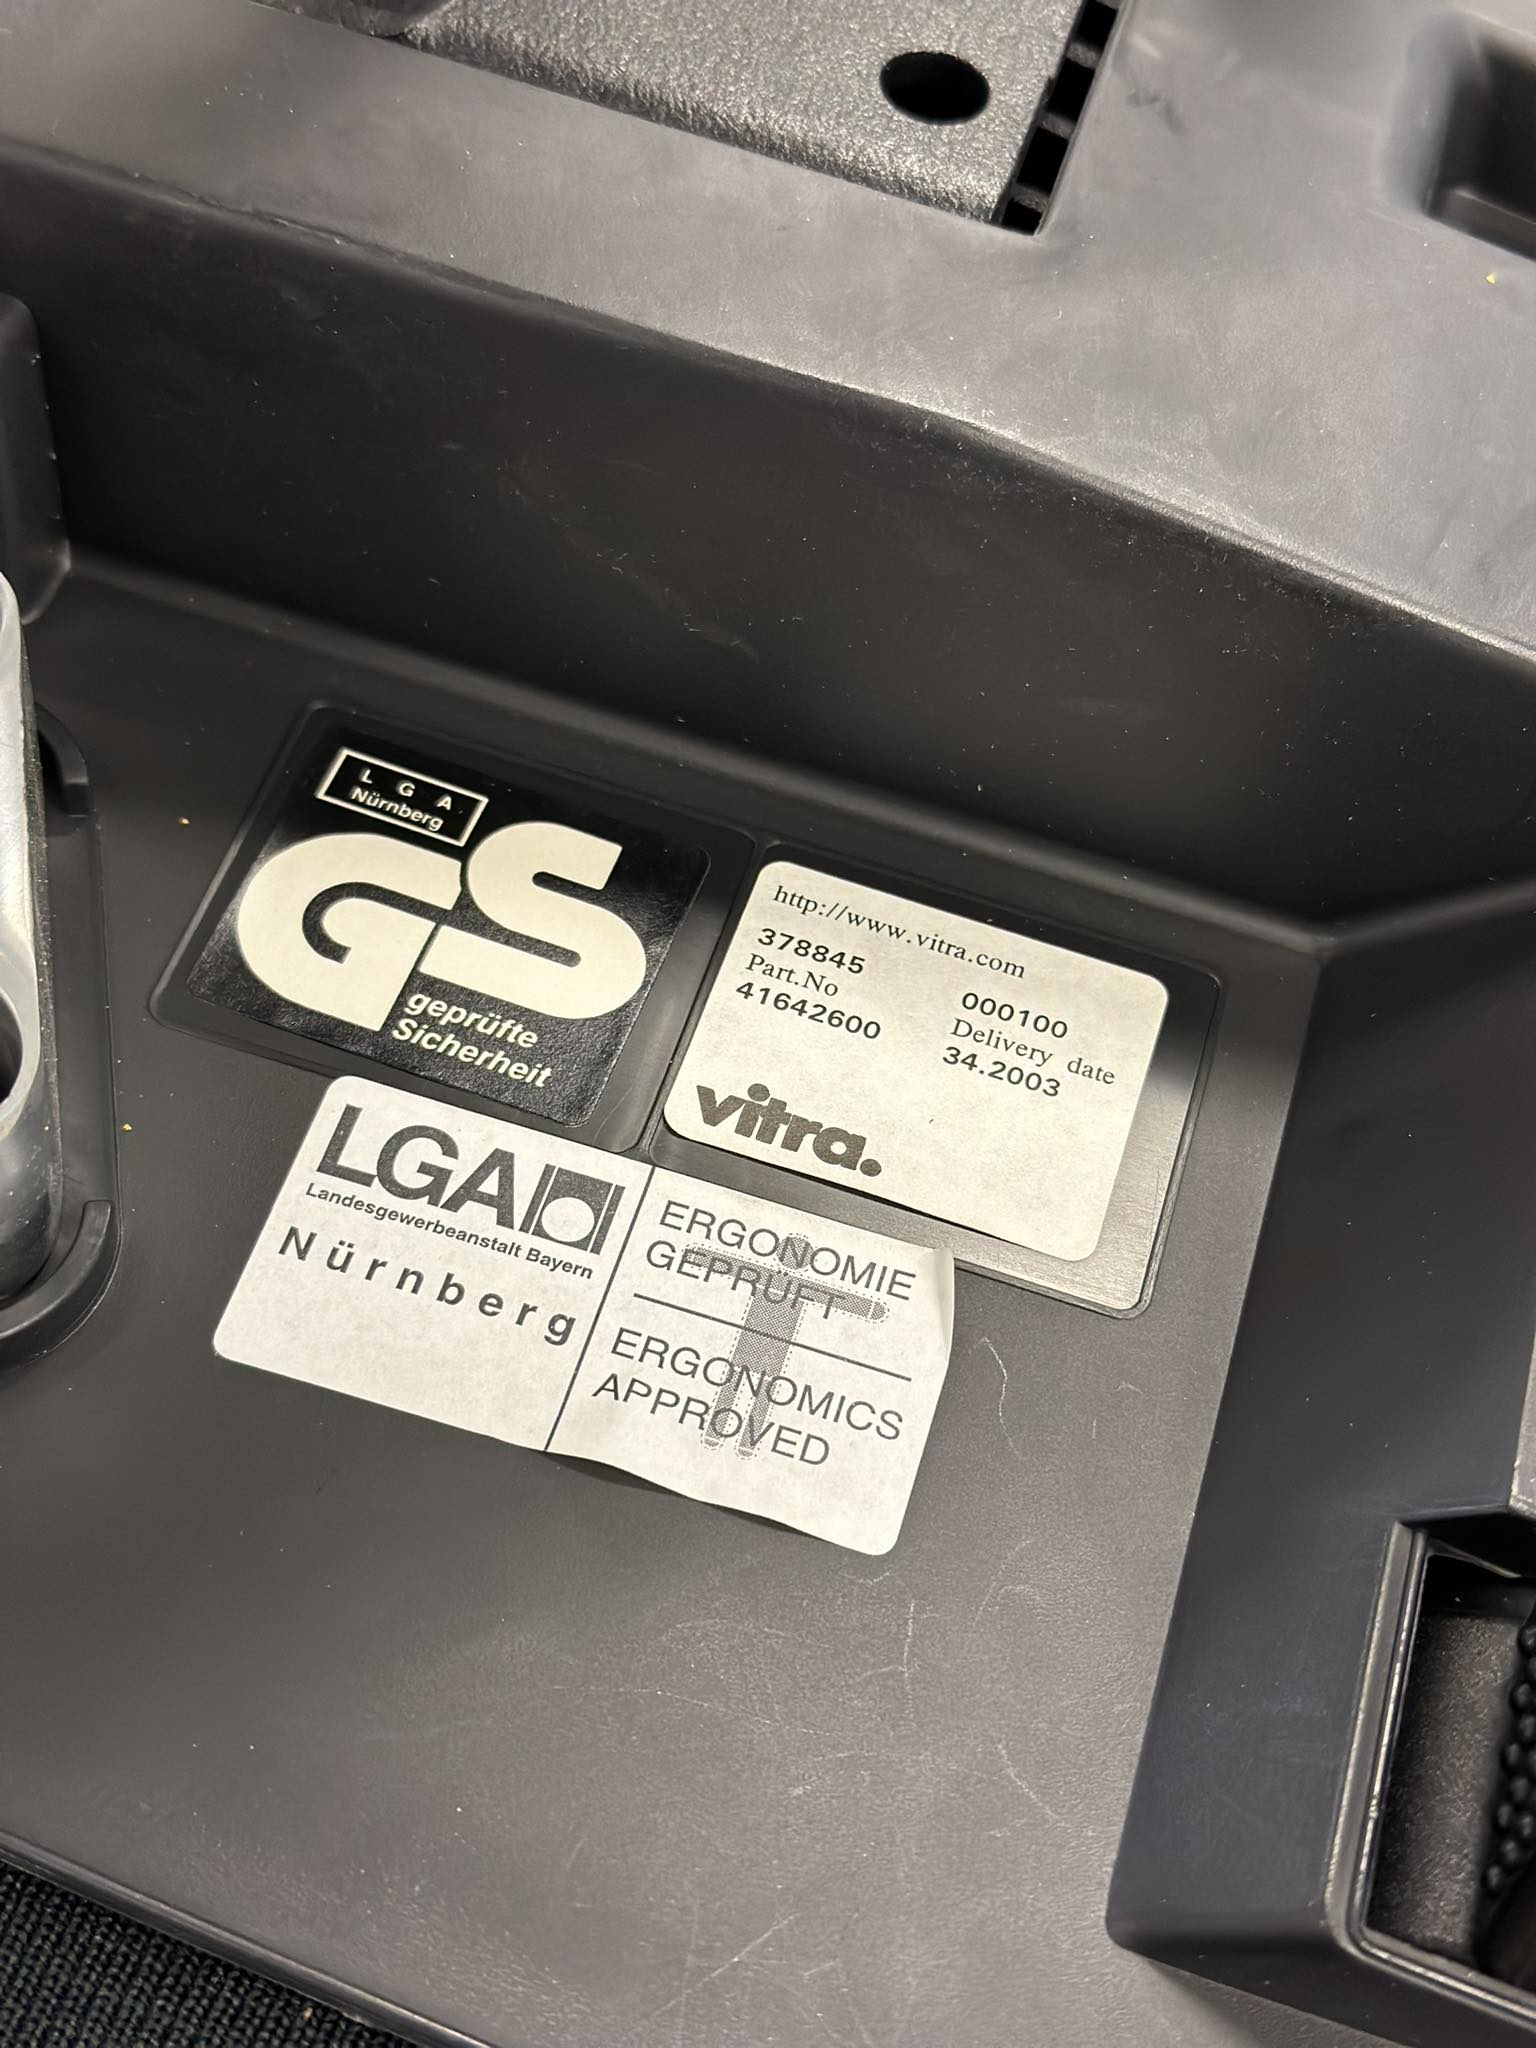 L G A
Nürnberg
GS
geprüfte
Sicherheit
http://www.vitra.com
378845 000100
Part.No Delivery date
41642600 34.2003
vitra.
LGA
Landesgewerbeanstalt Bayern
Nürnberg
ERGONOMIE
GEPRÜFT
ERGONOMICS
APPROVED